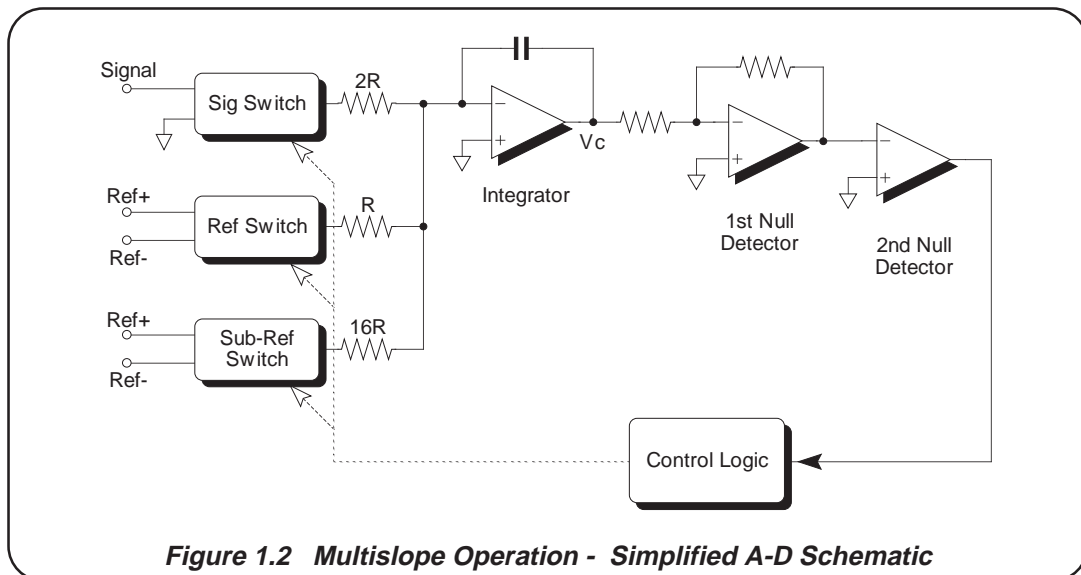 Signal
Sig Switch
2R
Vc
Integrator
Ref+
Ref-
Ref Switch
R
1st Null
Detector
2nd Null
Detector
Ref+
Ref-
Sub-Ref
Switch
16R
Control Logic
Figure 1.2 Multislope Operation - Simplified A-D Schematic